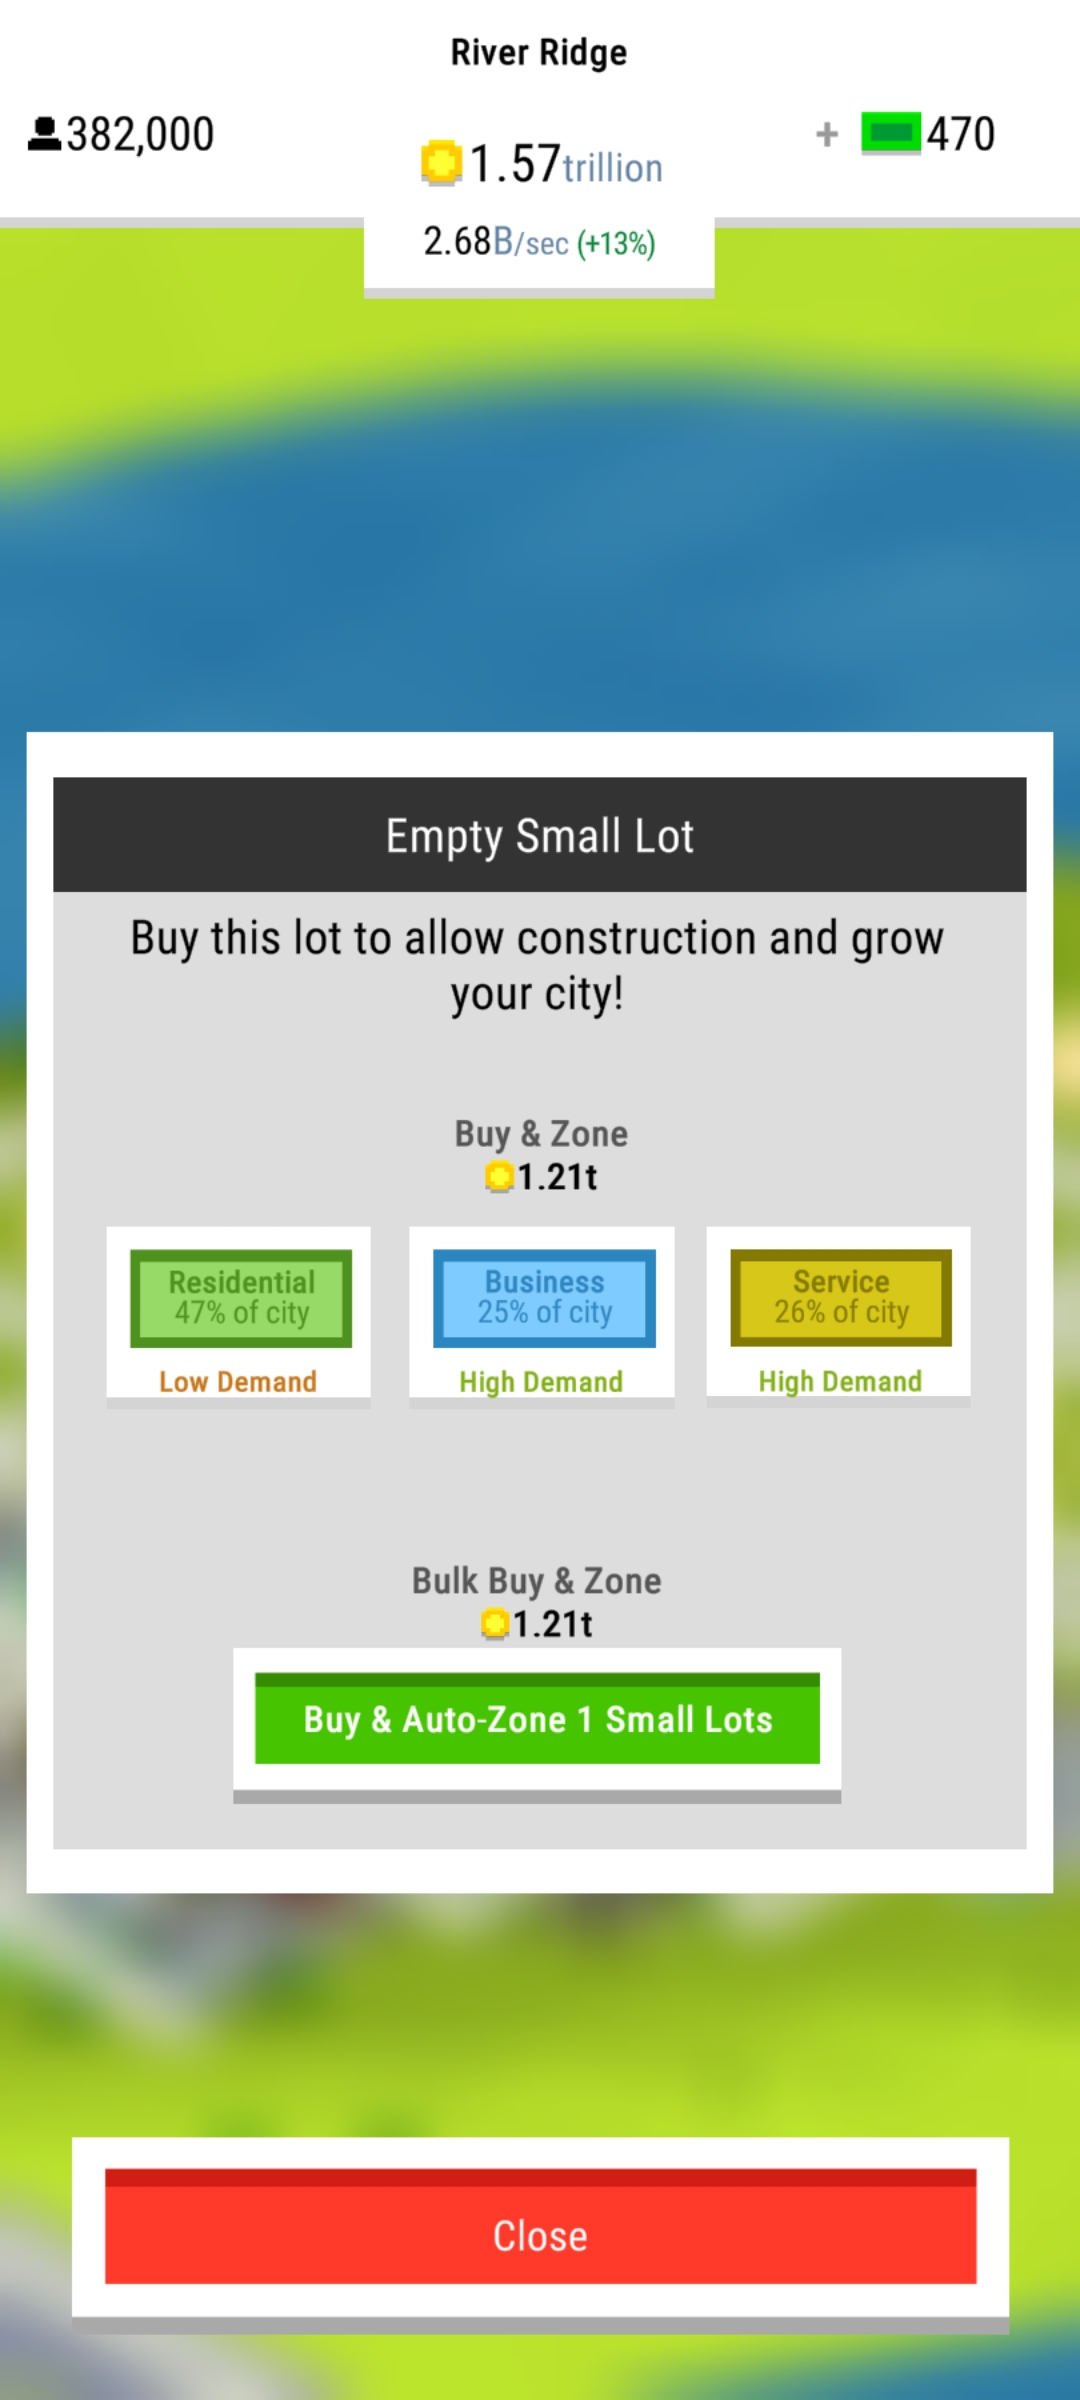 River Ridge
382,000
1.57trillion
+ 470
2.68B/sec (+13%)
Empty Small Lot
Buy this lot to allow construction and grow
your city!
Buy & Zone
1.21t
Residential
47% of city
Low Demand
Business
25% of city
High Demand
Service
26% of city
High Demand
Bulk Buy & Zone
1.21t
Buy & Auto-Zone 1 Small Lots
Close